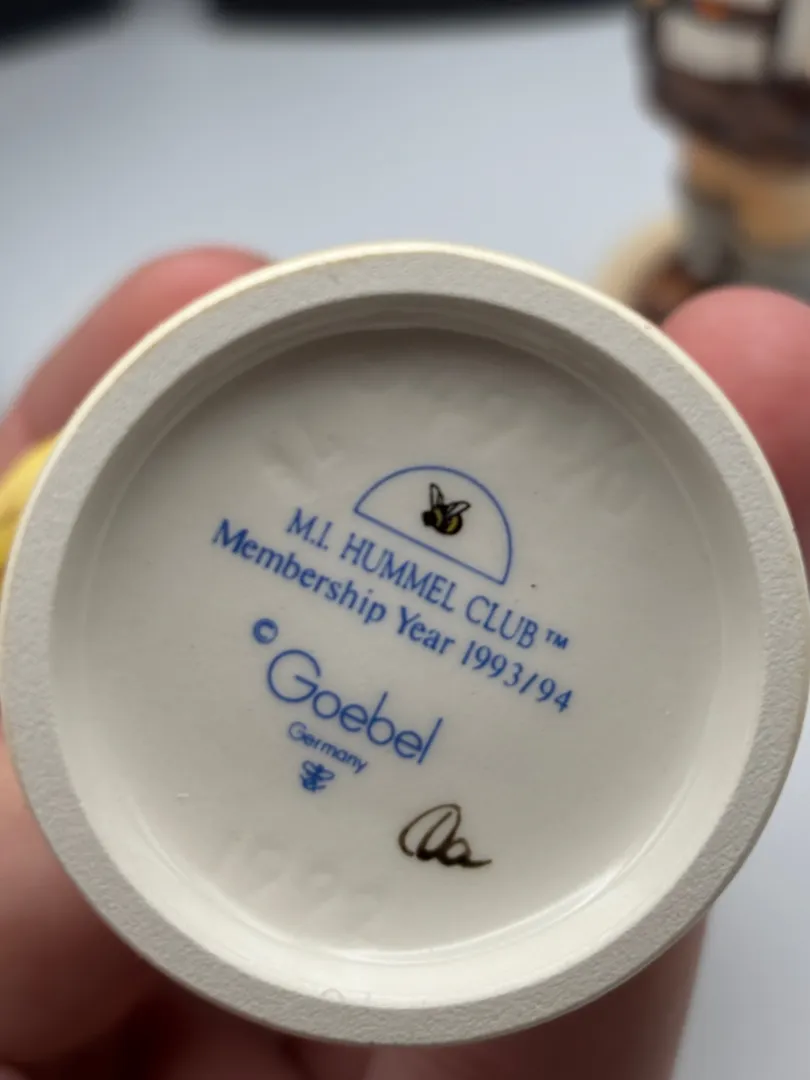 M.I. HUMMEL CLUB™
Membership Year 1993/94
© Goebel
Germany